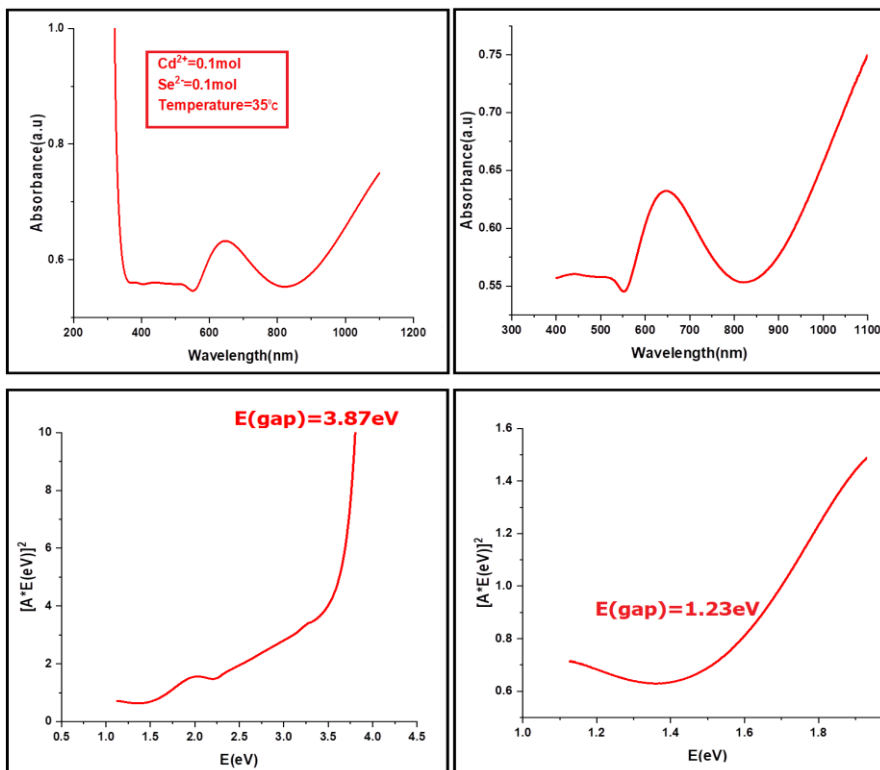 1.0
0.8
0.6
Absorbance(a.u)
Cd²⁺=0.1mol
Se²⁻=0.1mol
Temperature=35°c
200 400 600 800 1000 1200
Wavelength(nm)
0.75
0.70
0.65
0.60
0.55
Absorbance(a.u)
300 400 500 600 700 800 900 1000 1100
Wavelength(nm)
E(gap)=3.87eV
10
8
6
4
2
0
[A*E(eV)]²
0.5 1.0 1.5 2.0 2.5 3.0 3.5 4.0 4.5
E(eV)
1.6
1.4
1.2
1.0
0.8
0.6
[A*E(eV)]²
E(gap)=1.23eV
1.0 1.2 1.4 1.6 1.8
E(eV)